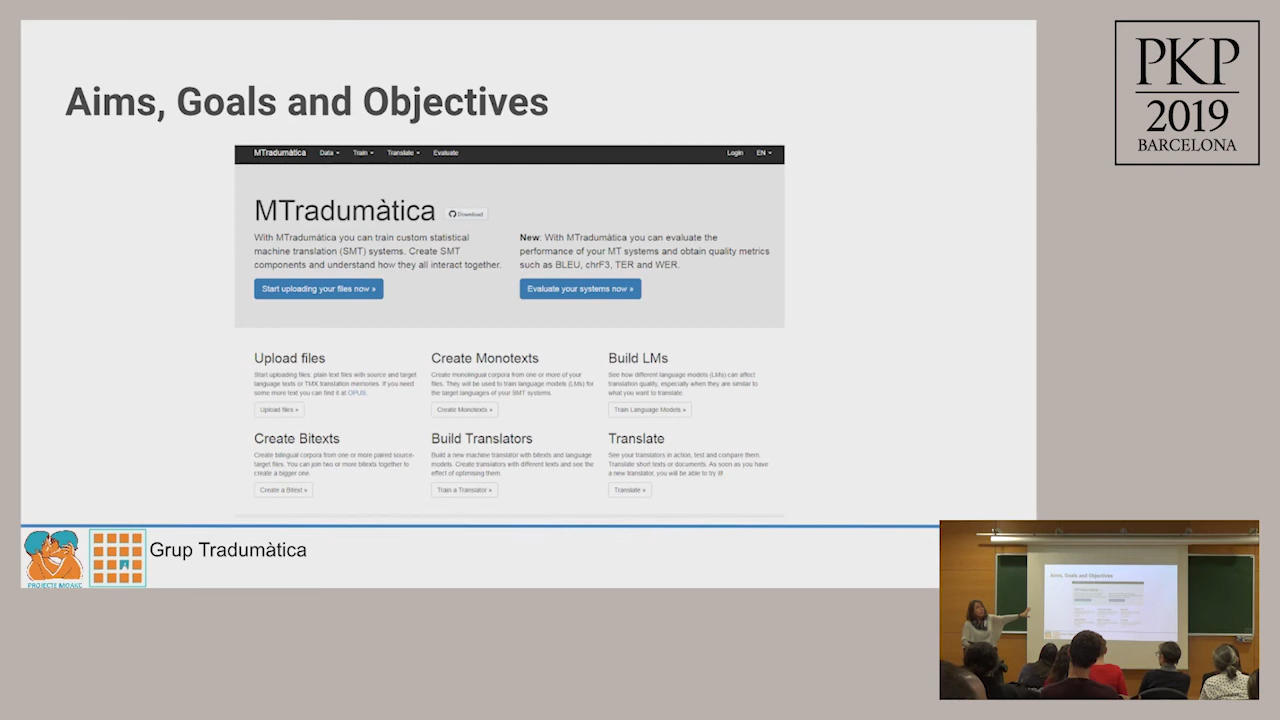 Aims, Goals and Objectives
MTradumàtica Data Train Translate Evaluate Login EN
MTradumàtica Download
With MTradumàtica you can train custom statistical
machine translation (SMT) systems. Create SMT
components and understand how they all interact together.
Start uploading your files now »
New: With MTradumàtica you can evaluate the
performance of your MT systems and obtain quality metrics
such as BLEU, chrF3, TER and WER.
Evaluate your systems now »
Upload files
Start uploading files: plain text files with source and target
language texts or TMX translation memories. If you need
some more text you can find it at OPUS.
Upload files »
Create Monotexts
Create monolingual corpora from one or more of your
files. They will be used to train language models (LMs) for
the target languages of your SMT systems.
Create Monotexts »
Build LMs
See how different language models (LMs) can affect
translation quality, especially when they are similar to
what you want to translate.
Train Language Models »
Create Bitexts
Create bilingual corpora from one or more paired source-
target files. You can join two or more bitexts together to
create a bigger one.
Create a Bitext »
Build Translators
Build a new machine translator with bitexts and language
models. Create translators with different texts and see the
effect of optimising them.
Train a Translator »
Translate
See your translators in action, test and compare them.
Translate short texts or documents. As soon as you have
a new translator, you will be able to try it!
Translate »
PROJECTE MOAKE
Grup Tradumàtica
PKP
2019
BARCELONA
Aims, Goals and Objectives